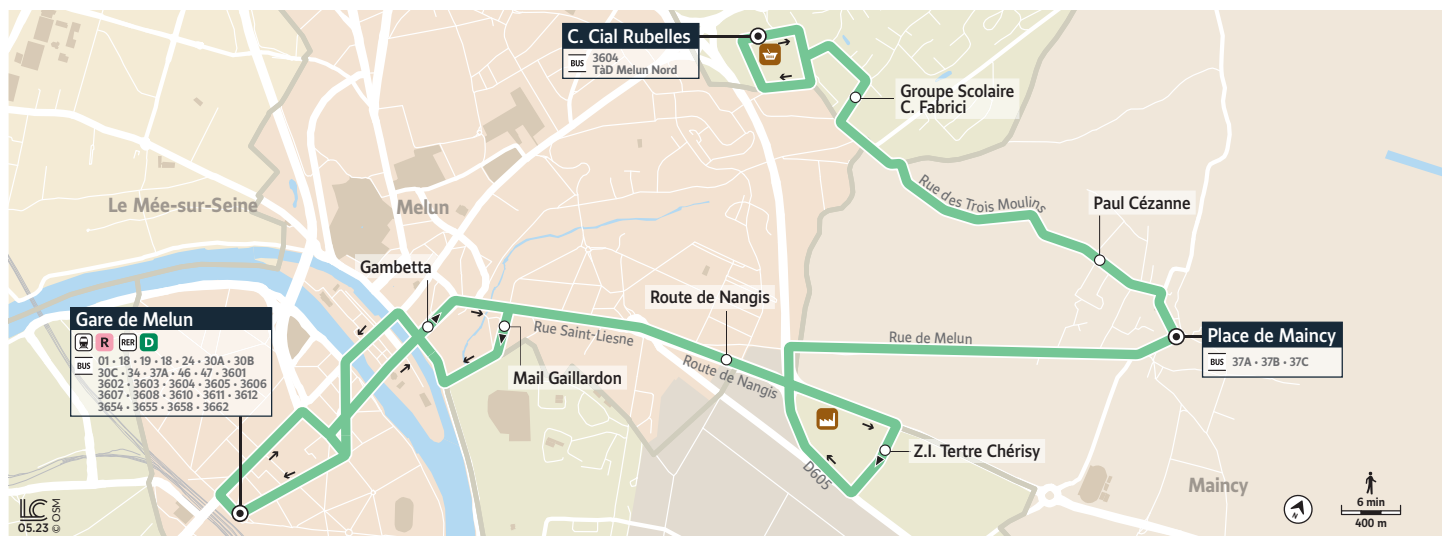 C. Cial Rubelles
BUS
3604
TàD Melun Nord
Groupe Scolaire
C. Fabrici
Rue des Trois Moulins
Paul Cézanne
Le Mée-sur-Seine
Melun
Gambetta
Route de Nangis
Gare de Melun
R RER D
BUS
01 • 18 • 19 • 18 • 24 • 30A • 30B
30C • 34 • 37A • 46 • 47 • 3601
3602 • 3603 • 3604 • 3605 • 3606
3607 • 3608 • 3610 • 3611 • 3612
3654 • 3655 • 3658 • 3662
Rue Saint-Liesne
Rue de Melun
Place de Maincy
BUS
37A • 37B • 37C
Mail Gaillardon
Route de Nangis
Z.I. Tertre Chérisy
D605
Maincy
N
6 min
400 m
LC
05.23 © OSM